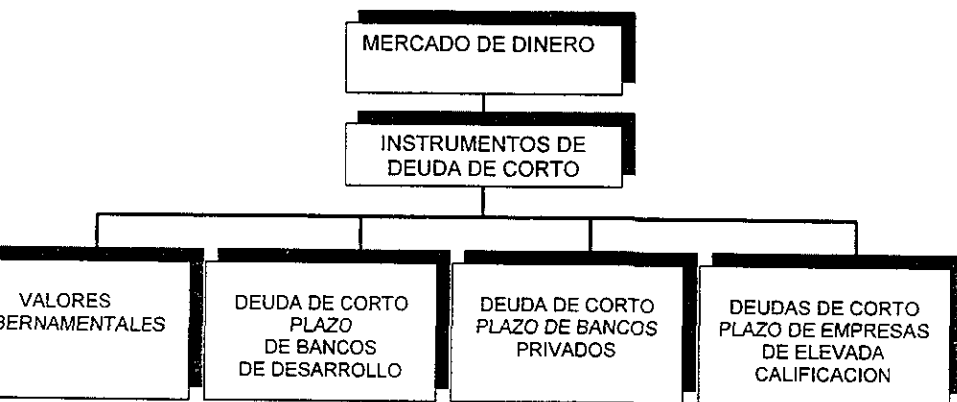 MERCADO DE DINERO
INSTRUMENTOS DE
DEUDA DE CORTO
VALORES
BERNAMENTALES
DEUDA DE CORTO
PLAZO
DE BANCOS
DE DESARROLLO
DEUDA DE CORTO
PLAZO DE BANCOS
PRIVADOS
DEUDAS DE CORTO
PLAZO DE EMPRESAS
DE ELEVADA
CALIFICACION